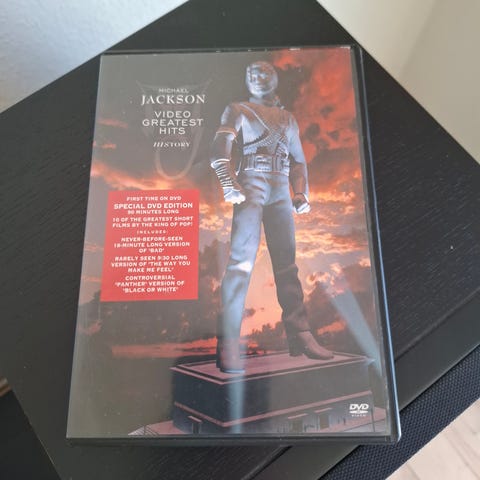 MICHAEL
JACKSON
VIDEO
GREATEST
HITS
HISTORY
FIRST TIME ON DVD
SPECIAL DVD EDITION
90 MINUTES LONG
10 OF THE GREATEST SHORT
FILMS BY THE KING OF POP!
INCLUDES:
NEVER-BEFORE-SEEN
18-MINUTE LONG VERSION
OF 'BAD'
RARELY SEEN 9:30 LONG
VERSION OF 'THE WAY YOU
MAKE ME FEEL'
CONTROVERSIAL
'PANTHER' VERSION OF
'BLACK OR WHITE'
DVD
VIDEO